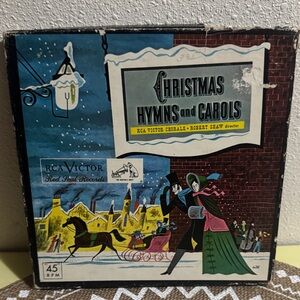 CHRISTMAS
HYMNS and CAROLS
RCA VICTOR CHORALE • ROBERT SHAW director
RCA VICTOR
Red Seal Records
45
RPM